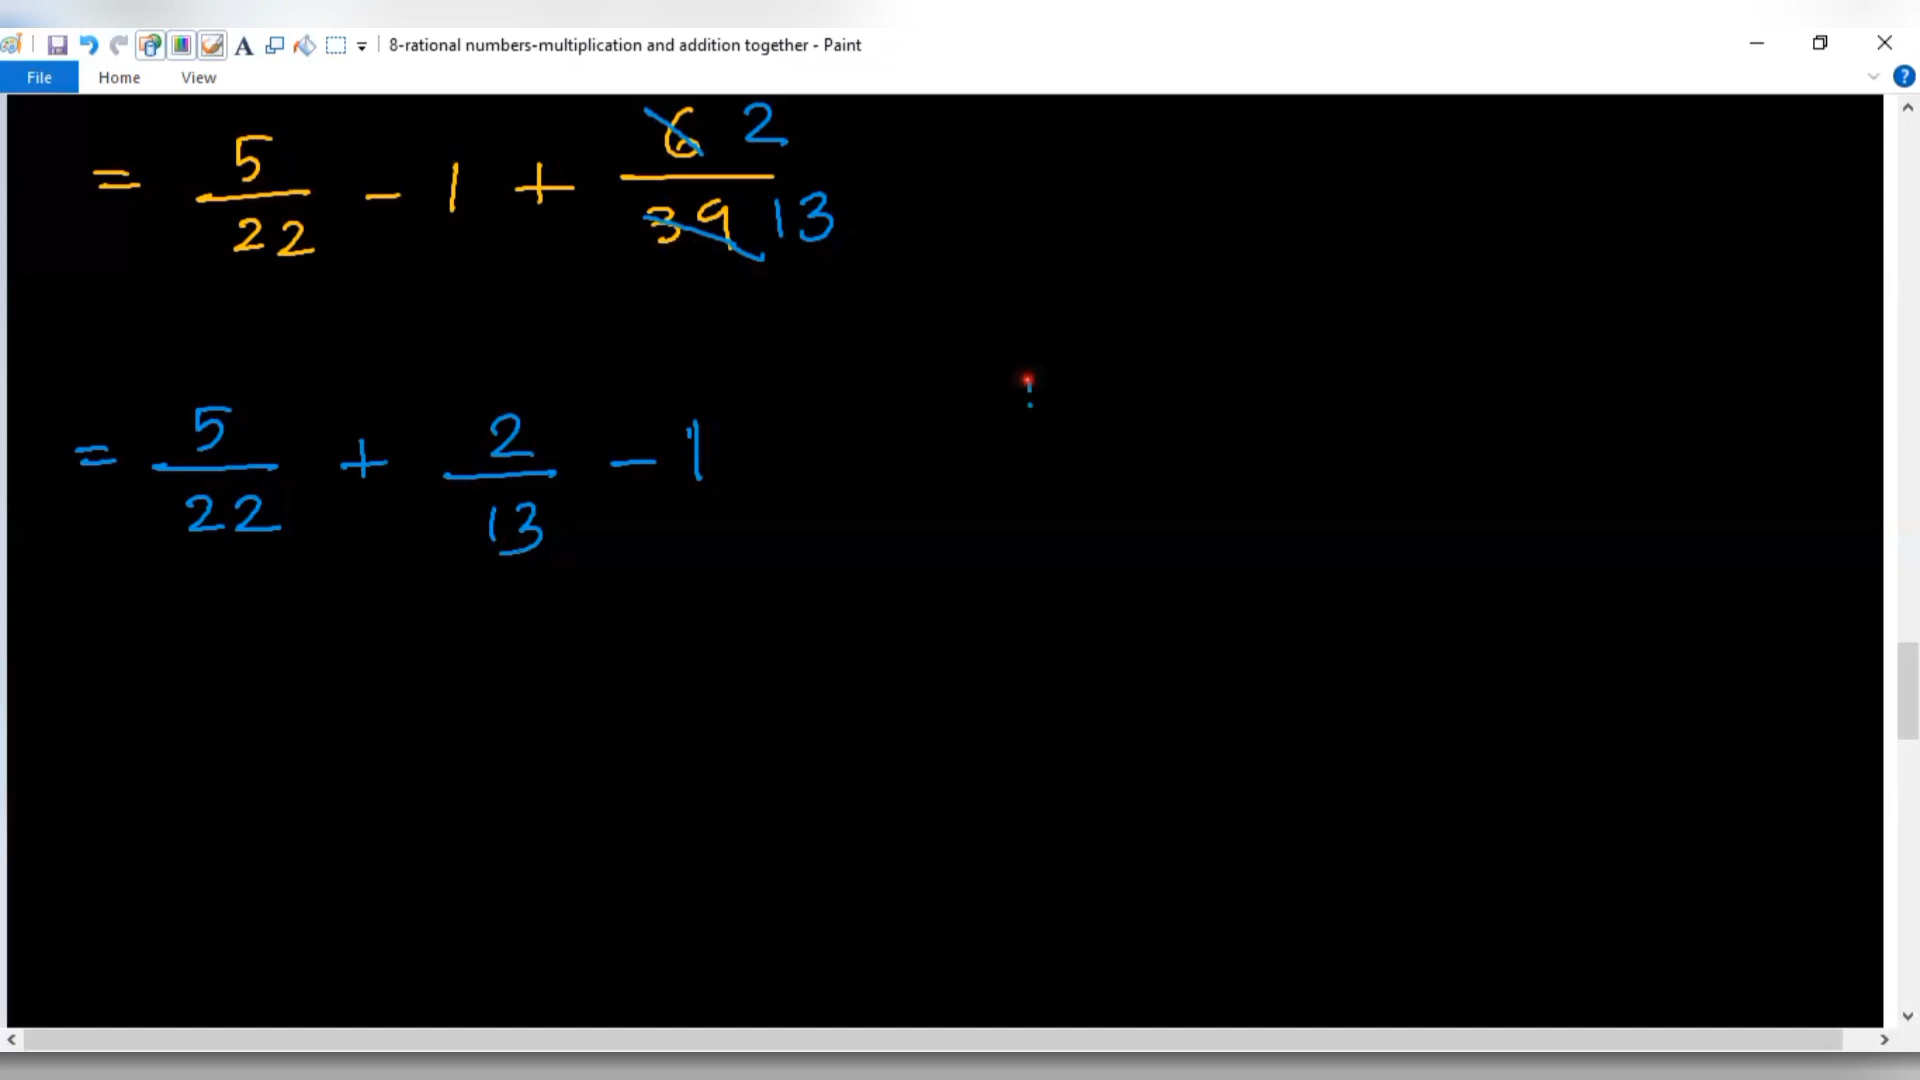 8-rational numbers-multiplication and addition together - Paint
File Home View
= 5/22 - 1 + 6/39 2/13
= 5/22 + 2/13 - 1